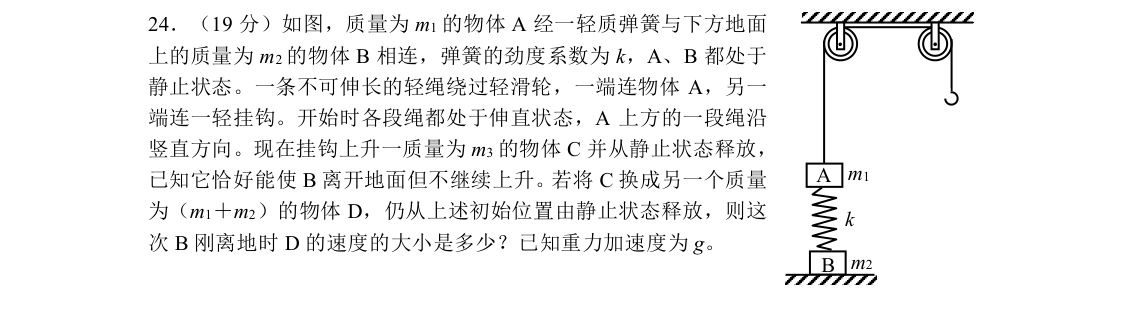 24．（19 分）如图，质量为 m1 的物体 A 经一轻质弹簧与下方地面
上的质量为 m2 的物体 B 相连，弹簧的劲度系数为 k，A、B 都处于
静止状态。一条不可伸长的轻绳绕过轻滑轮，一端连物体 A，另一
端连一轻挂钩。开始时各段绳都处于伸直状态，A 上方的一段绳沿
竖直方向。现在挂钩上升一质量为 m3 的物体 C 并从静止状态释放，
已知它恰好能使 B 离开地面但不继续上升。若将 C 换成另一个质量
为（m1＋m2）的物体 D，仍从上述初始位置由静止状态释放，则这
次 B 刚离地时 D 的速度的大小是多少？已知重力加速度为 g。
A m1
k
B m2